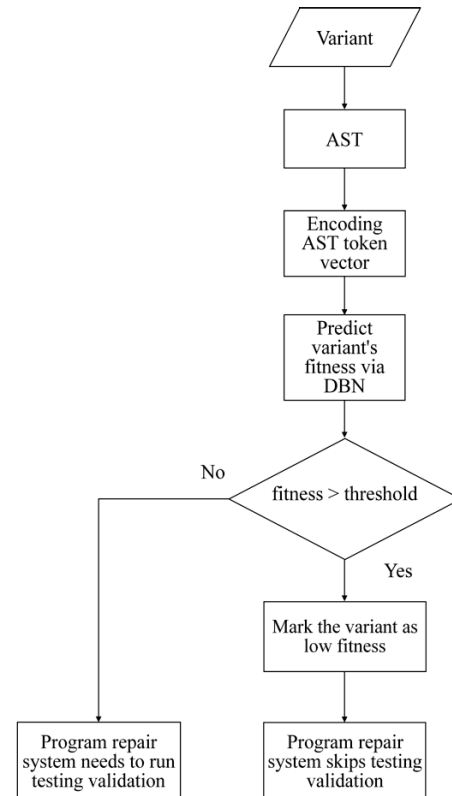 Variant
AST
Encoding
AST token
vector
Predict
variant's
fitness via
DBN
fitness > threshold
No
Yes
Mark the variant as
low fitness
Program repair
system needs to run
testing validation
Program repair
system skips testing
validation